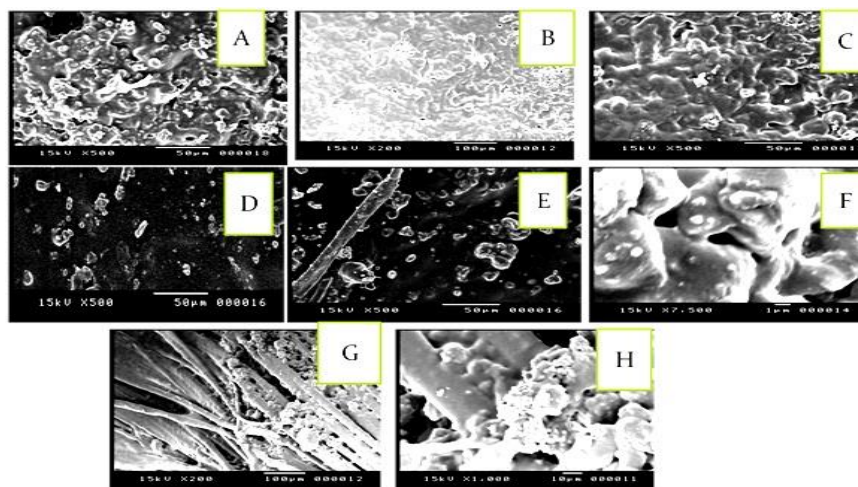 A
15kV X500 50µm 000018
B
15kV X200 100µm 000012
C
15kV X500 50µm 00001
D
15kV X500 50µm 000016
E
15kV X500 50µm 000016
F
15kV X7,500 1µm 000014
G
15kV X200 100µm 000012
H
15kV X1,000 10µm 000011